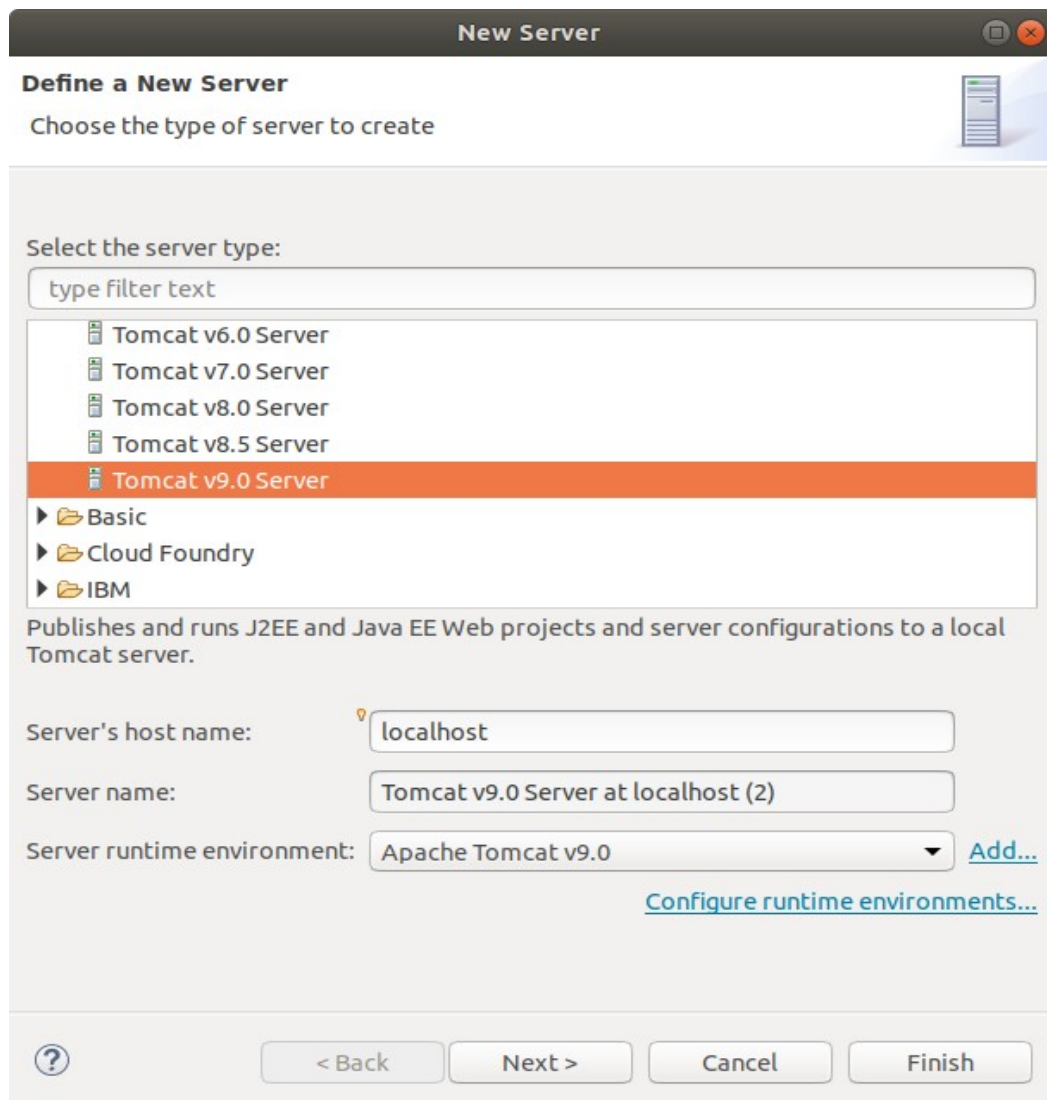 New Server
Define a New Server
Choose the type of server to create
Select the server type:
type filter text
Tomcat v6.0 Server
Tomcat v7.0 Server
Tomcat v8.0 Server
Tomcat v8.5 Server
Tomcat v9.0 Server
Basic
Cloud Foundry
IBM
Publishes and runs J2EE and Java EE Web projects and server configurations to a local
Tomcat server.
Server's host name: localhost
Server name: Tomcat v9.0 Server at localhost (2)
Server runtime environment: Apache Tomcat v9.0 Add...
Configure runtime environments...
? < Back Next > Cancel Finish